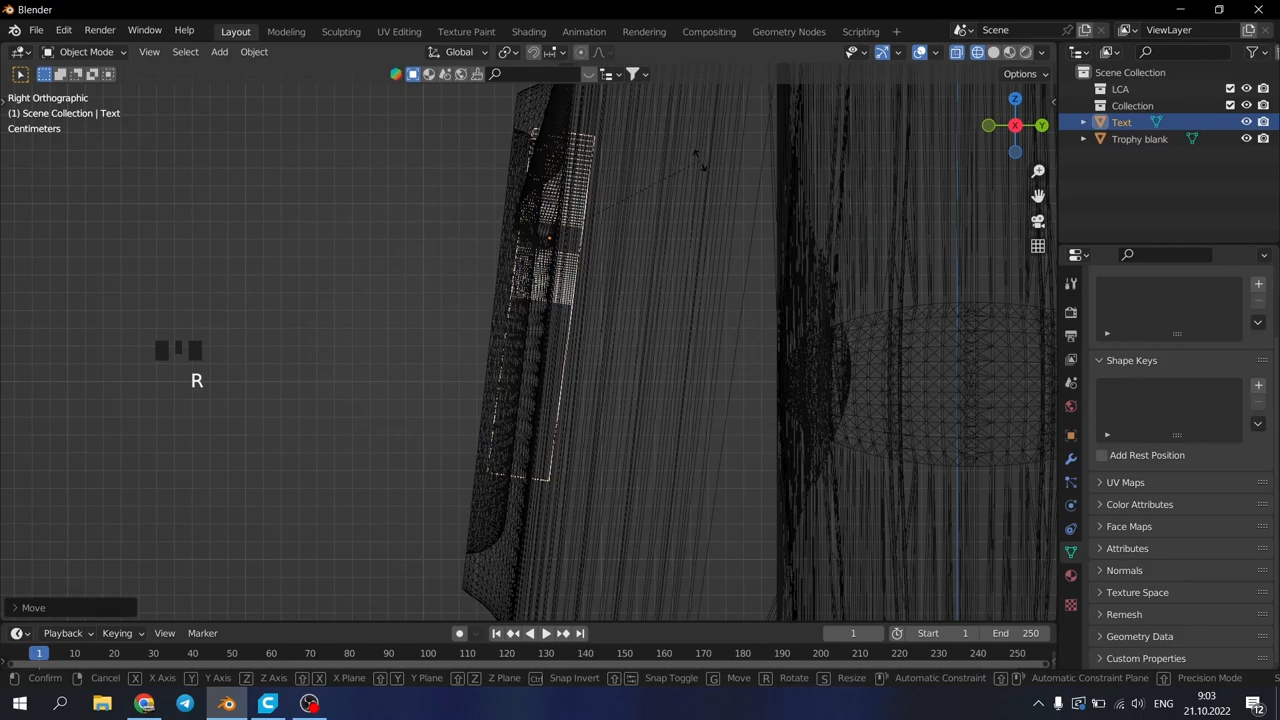 Blender
File Edit Render Window Help
Layout Modeling Sculpting UV Editing Texture Paint Shading Animation Rendering Compositing Geometry Nodes Scripting
Scene ViewLayer
Object Mode View Select Add Object Global
Options
Right Orthographic
(1) Scene Collection | Text
Centimeters
X Y Z
Scene Collection
LCA
Collection
Text
Trophy blank
Shape Keys
Add Rest Position
UV Maps
Color Attributes
Face Maps
Attributes
Normals
Texture Space
Remesh
Geometry Data
Custom Properties
R
Move
Playback Keying View Marker 1 Start 1 End 250
1 10 20 30 40 50 60 70 80 90 100 110 120 130 140 150 160 170 180 190 200 210 220 230 240 250
Confirm Cancel X X Axis Y Y Axis Z Z Axis X X Plane Y Y Plane Z Z Plane Ctrl Snap Invert Snap Toggle G Move R Rotate S Resize Automatic Constraint Automatic Constraint Plane Precision Mode
ENG 9:03
21.10.2022
12